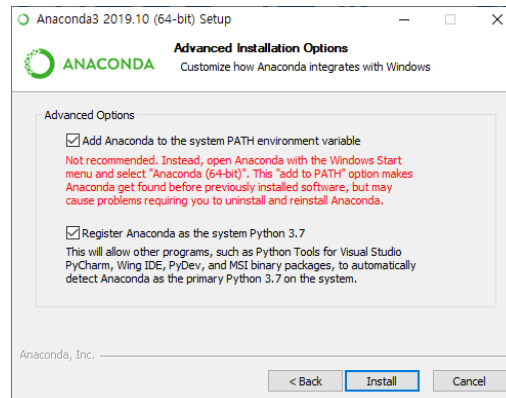 Anaconda3 2019.10 (64-bit) Setup
ANACONDA
Advanced Installation Options
Customize how Anaconda integrates with Windows
Advanced Options
Add Anaconda to the system PATH environment variable
Not recommended. Instead, open Anaconda with the Windows Start
menu and select "Anaconda (64-bit)". This "add to PATH" option makes
Anaconda get found before previously installed software, but may
cause problems requiring you to uninstall and reinstall Anaconda.
Register Anaconda as the system Python 3.7
This will allow other programs, such as Python Tools for Visual Studio
PyCharm, Wing IDE, PyDev, and MSI binary packages, to automatically
detect Anaconda as the primary Python 3.7 on the system.
Anaconda, Inc.
< Back
Install
Cancel